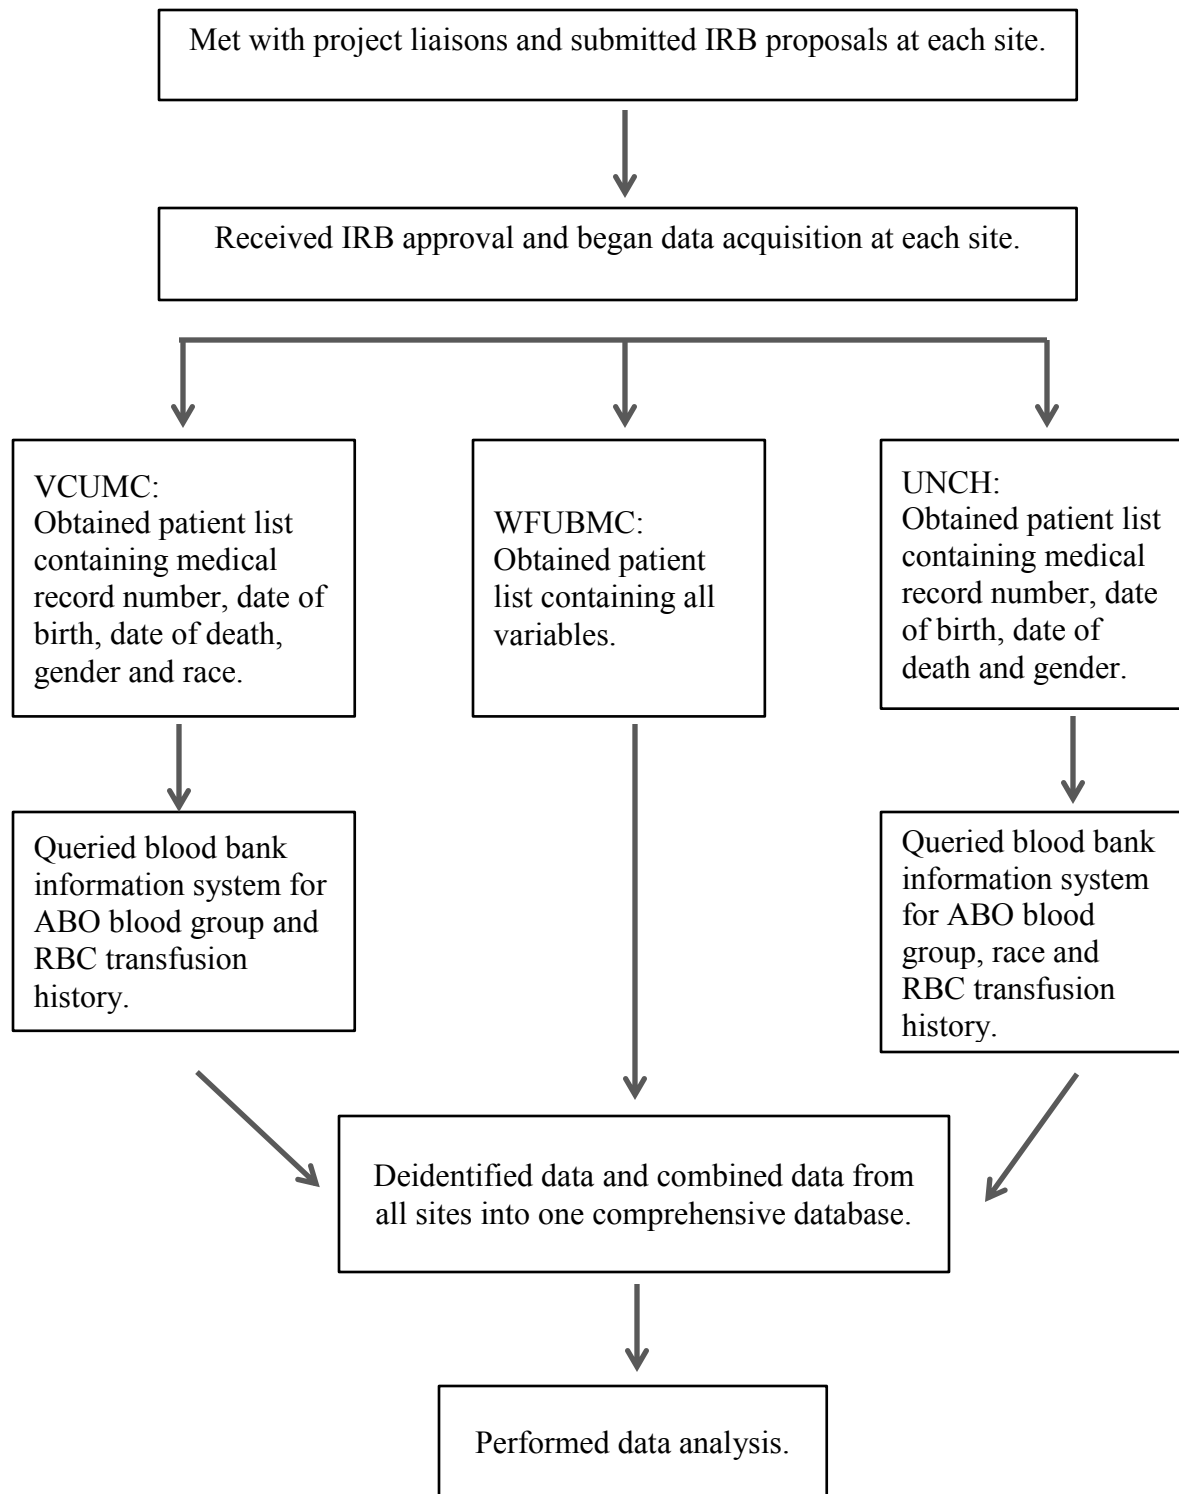 Met with project liaisons and submitted IRB proposals at each site.
Received IRB approval and began data acquisition at each site.
VCUMC:
Obtained patient list
containing medical
record number, date of
birth, date of death,
gender and race.
WFUBMC:
Obtained patient
list containing all
variables.
UNCH:
Obtained patient list
containing medical
record number, date
of birth, date of
death and gender.
Queried blood bank
information system for
ABO blood group and
RBC transfusion
history.
Queried blood bank
information system
for ABO blood
group, race and
RBC transfusion
history.
Deidentified data and combined data from
all sites into one comprehensive database.
Performed data analysis.